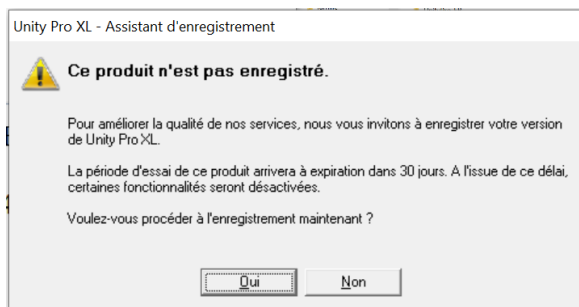 Unity Pro XL - Assistant d'enregistrement
Ce produit n'est pas enregistré.
Pour améliorer la qualité de nos services, nous vous invitons à enregistrer votre version
de Unity Pro XL.
La période d'essai de ce produit arrivera à expiration dans 30 jours. A l'issue de ce délai,
certaines fonctionnalités seront désactivées.
Voulez-vous procéder à l'enregistrement maintenant ?
Oui
Non